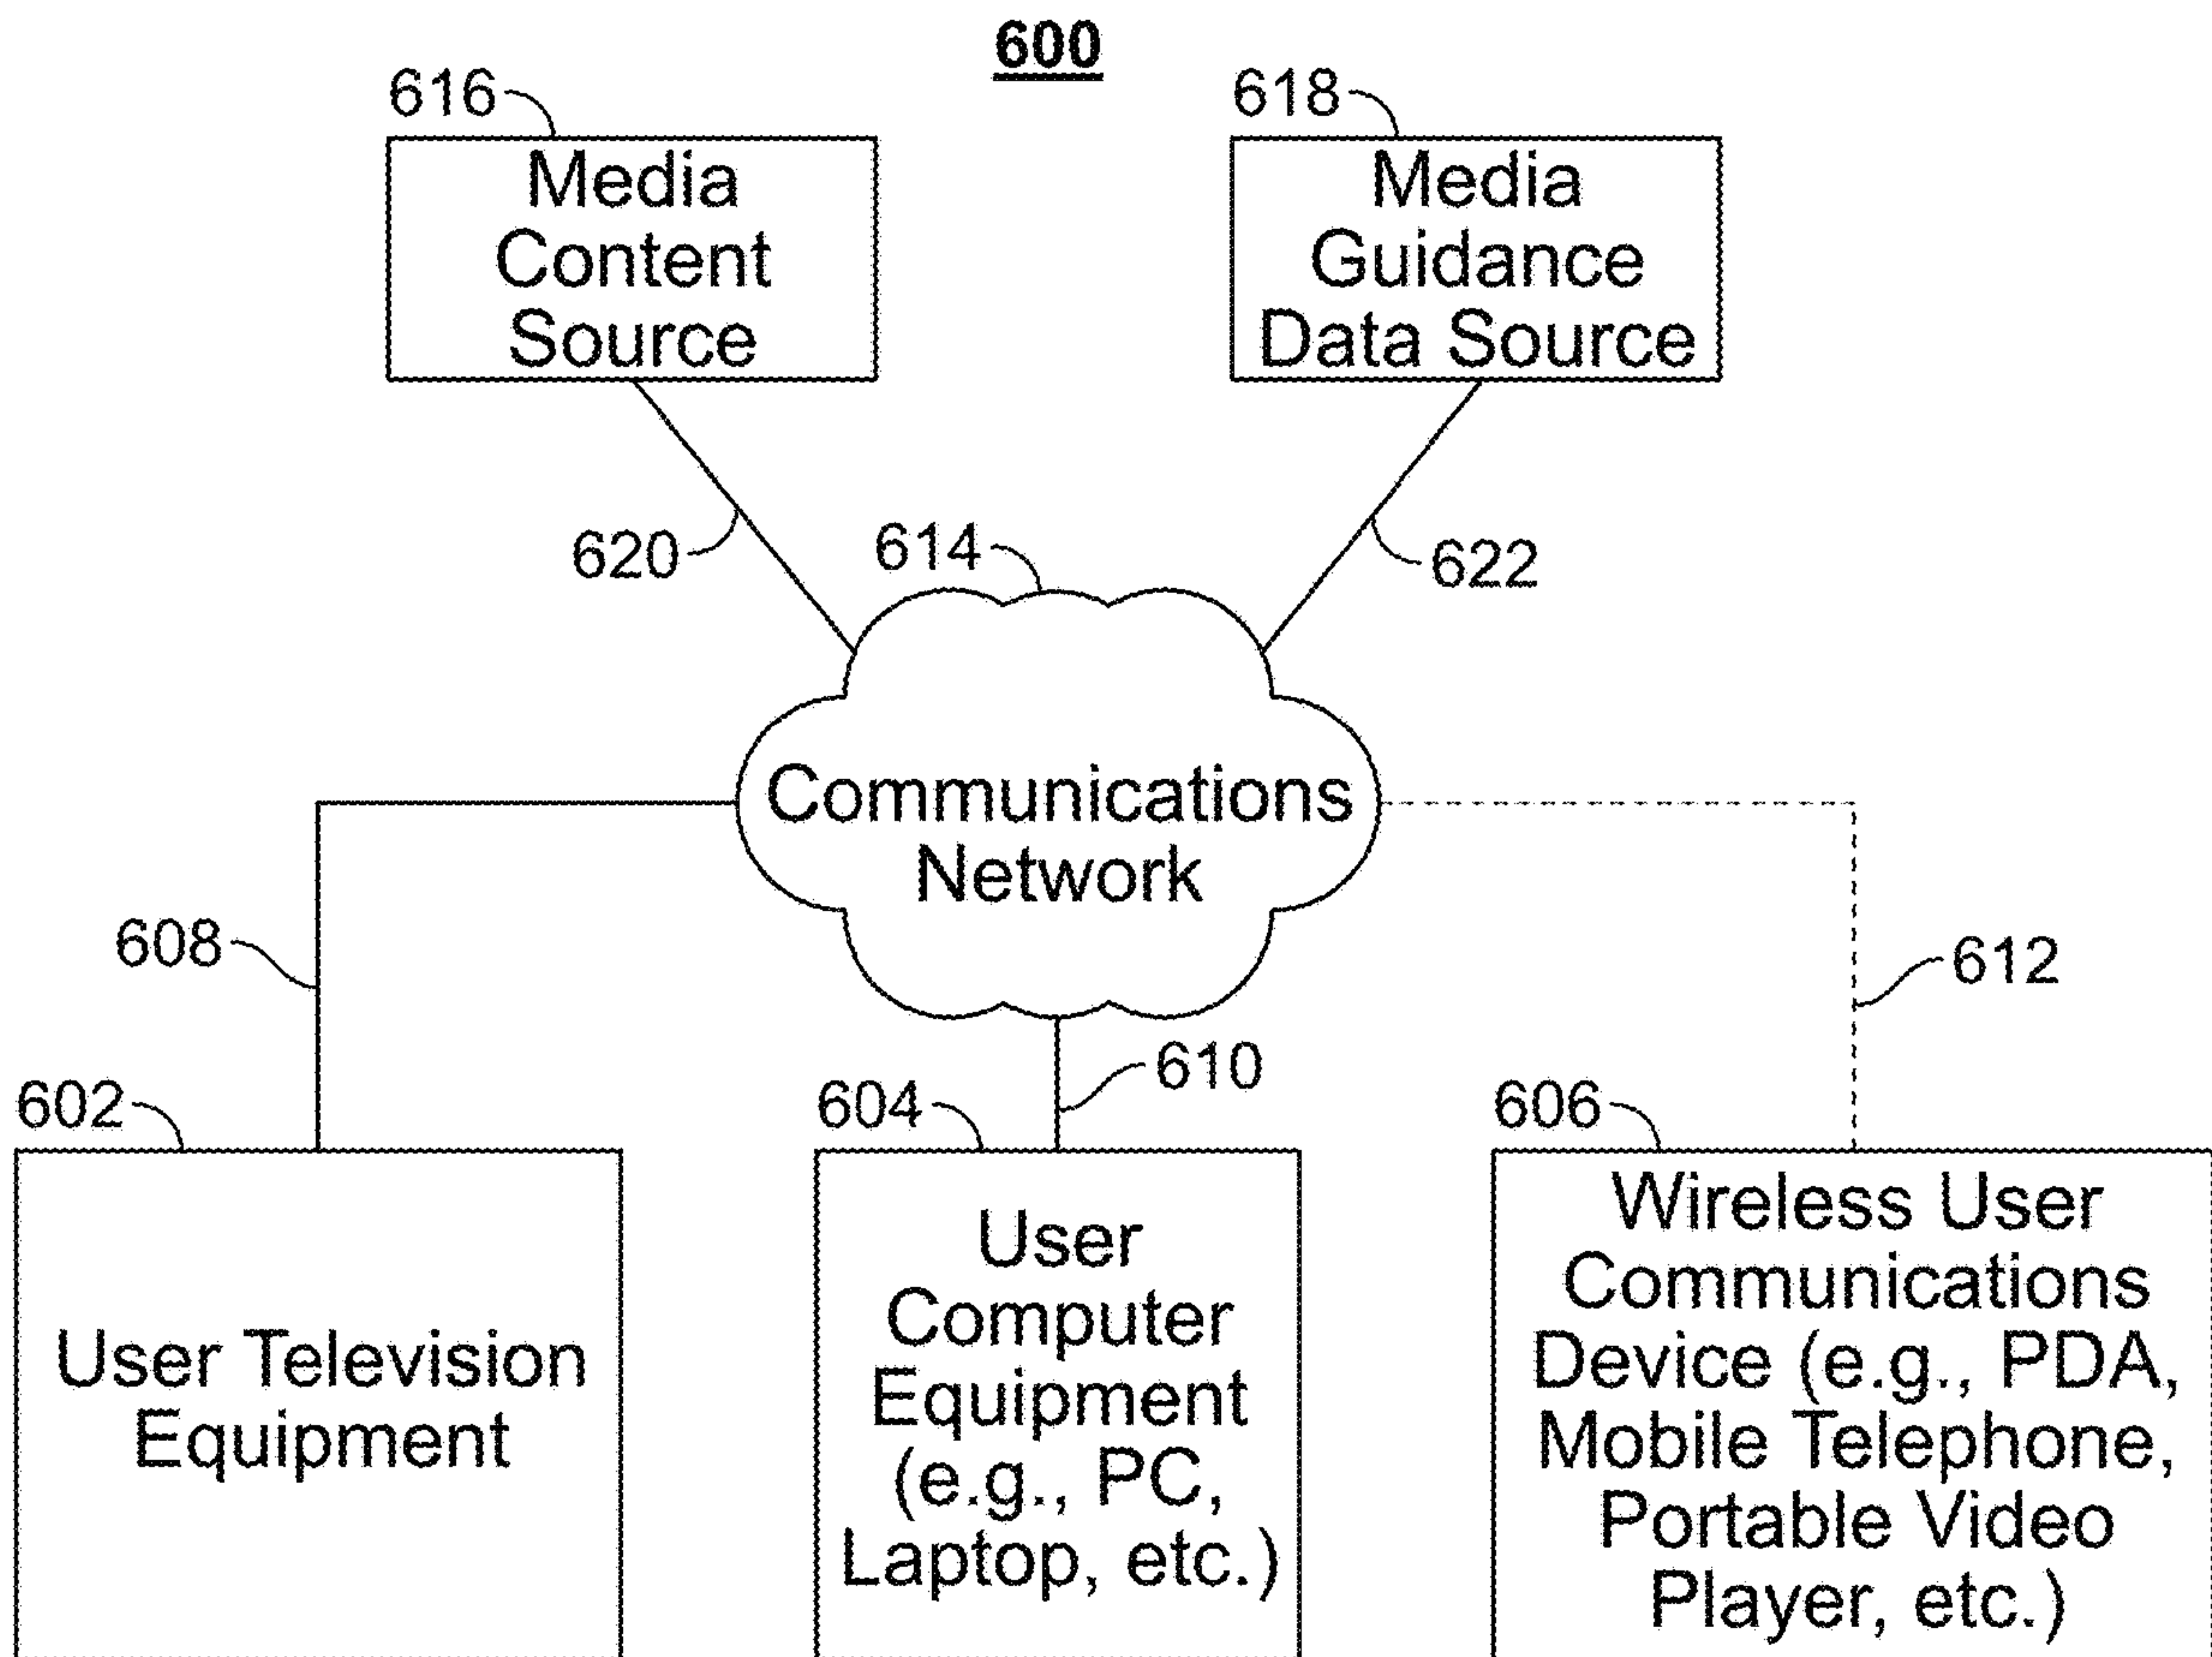 600
616
618
Media
Content
Source
Media
Guidance
Data Source
620
614
622
Communications
Network
608
612
610
602
604
606
User Television
Equipment
User
Computer
Equipment
(e.g., PC,
Laptop, etc.)
Wireless User
Communications
Device (e.g., PDA,
Mobile Telephone,
Portable Video
Player, etc.)